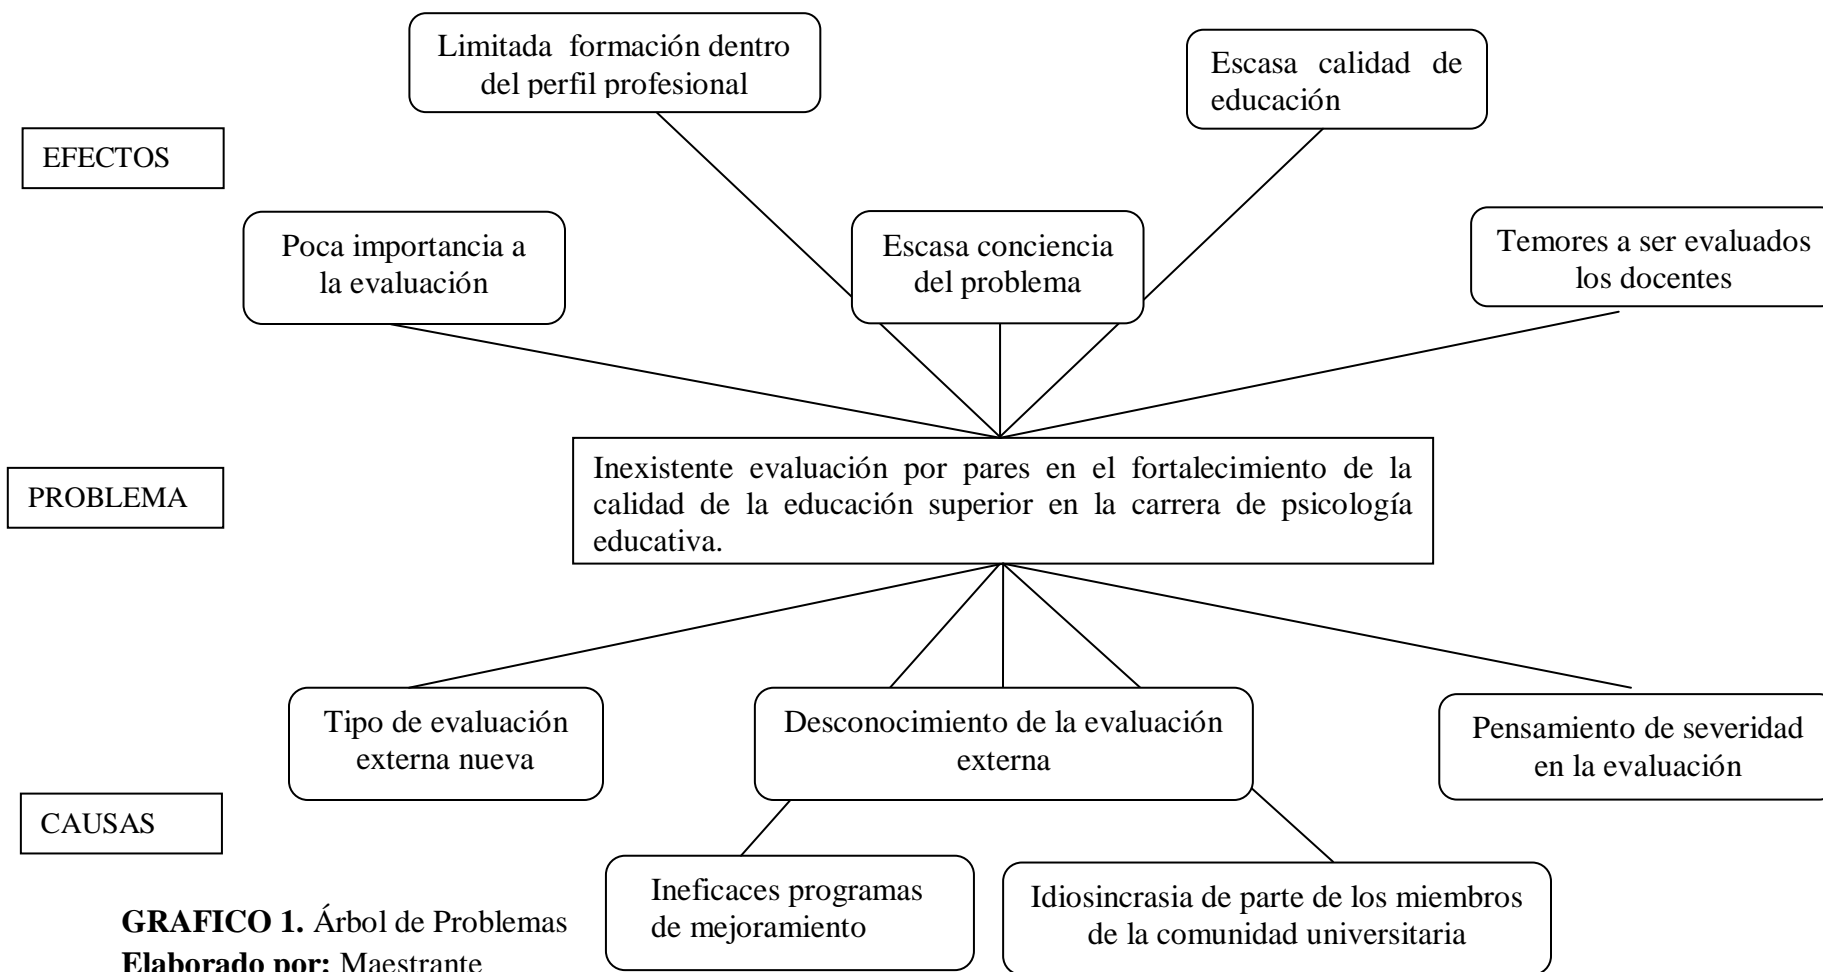 Limitada formación dentro
del perfil profesional
Escasa calidad de
educación
EFECTOS
Poca importancia a
la evaluación
Escasa conciencia
del problema
Temores a ser evaluados
los docentes
PROBLEMA
Inexistente evaluación por pares en el fortalecimiento de la
calidad de la educación superior en la carrera de psicología
educativa.
Tipo de evaluación
externa nueva
Desconocimiento de la evaluación
externa
Pensamiento de severidad
en la evaluación
CAUSAS
Ineficaces programas
de mejoramiento
Idiosincrasia de parte de los miembros
de la comunidad universitaria
GRAFICO 1. Árbol de Problemas
Elaborado por: Maestrante